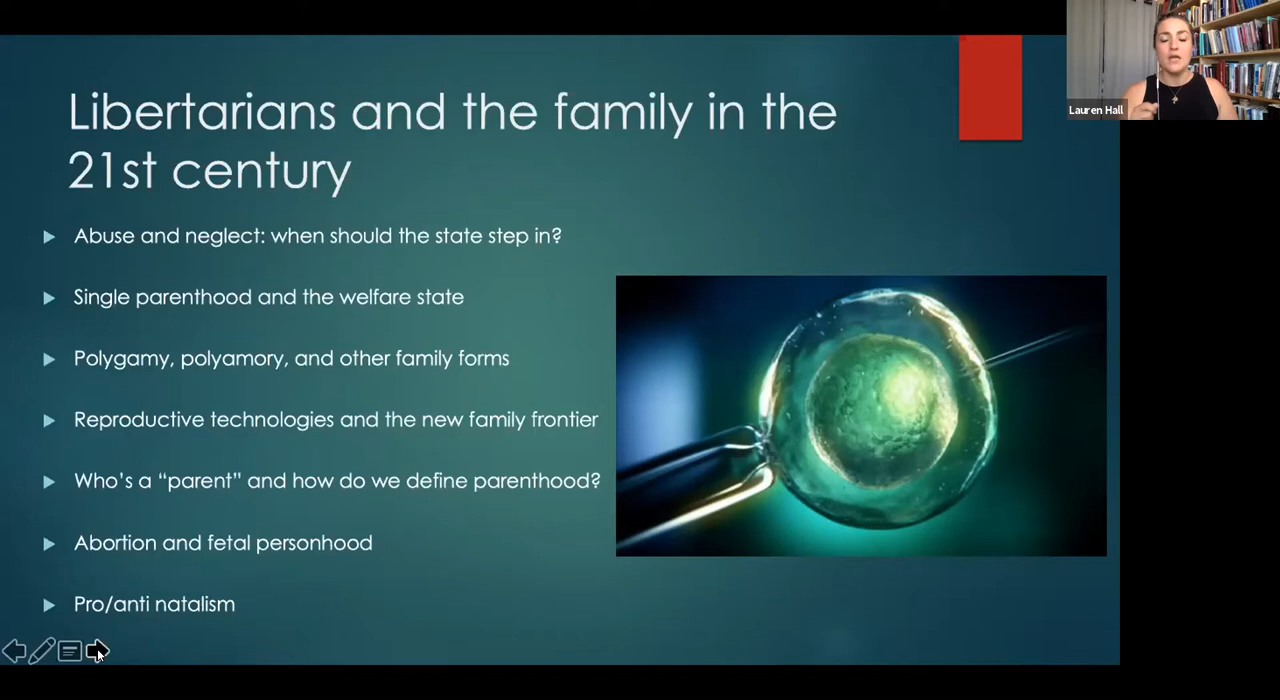 Libertarians and the family in the
21st century
Abuse and neglect: when should the state step in?
Single parenthood and the welfare state
Polygamy, polyamory, and other family forms
Reproductive technologies and the new family frontier
Who’s a “parent” and how do we define parenthood?
Abortion and fetal personhood
Pro/anti natalism
Lauren Hall